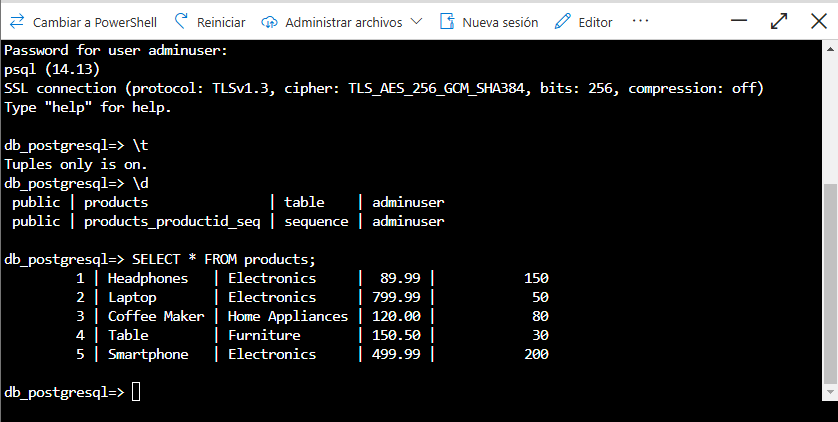 Cambiar a PowerShell Reiniciar Administrar archivos Nueva sesión Editor ...
Password for user adminuser:
psql (14.13)
SSL connection (protocol: TLSv1.3, cipher: TLS_AES_256_GCM_SHA384, bits: 256, compression: off)
Type "help" for help.
db_postgresql=> \t
Tuples only is on.
db_postgresql=> \d
 public | products               | table    | adminuser
 public | products_productid_seq | sequence | adminuser
db_postgresql=> SELECT * FROM products;
         1 | Headphones   | Electronics     |  89.99 |           150
         2 | Laptop       | Electronics     | 799.99 |            50
         3 | Coffee Maker | Home Appliances | 120.00 |            80
         4 | Table        | Furniture       | 150.50 |            30
         5 | Smartphone   | Electronics     | 499.99 |           200
db_postgresql=>